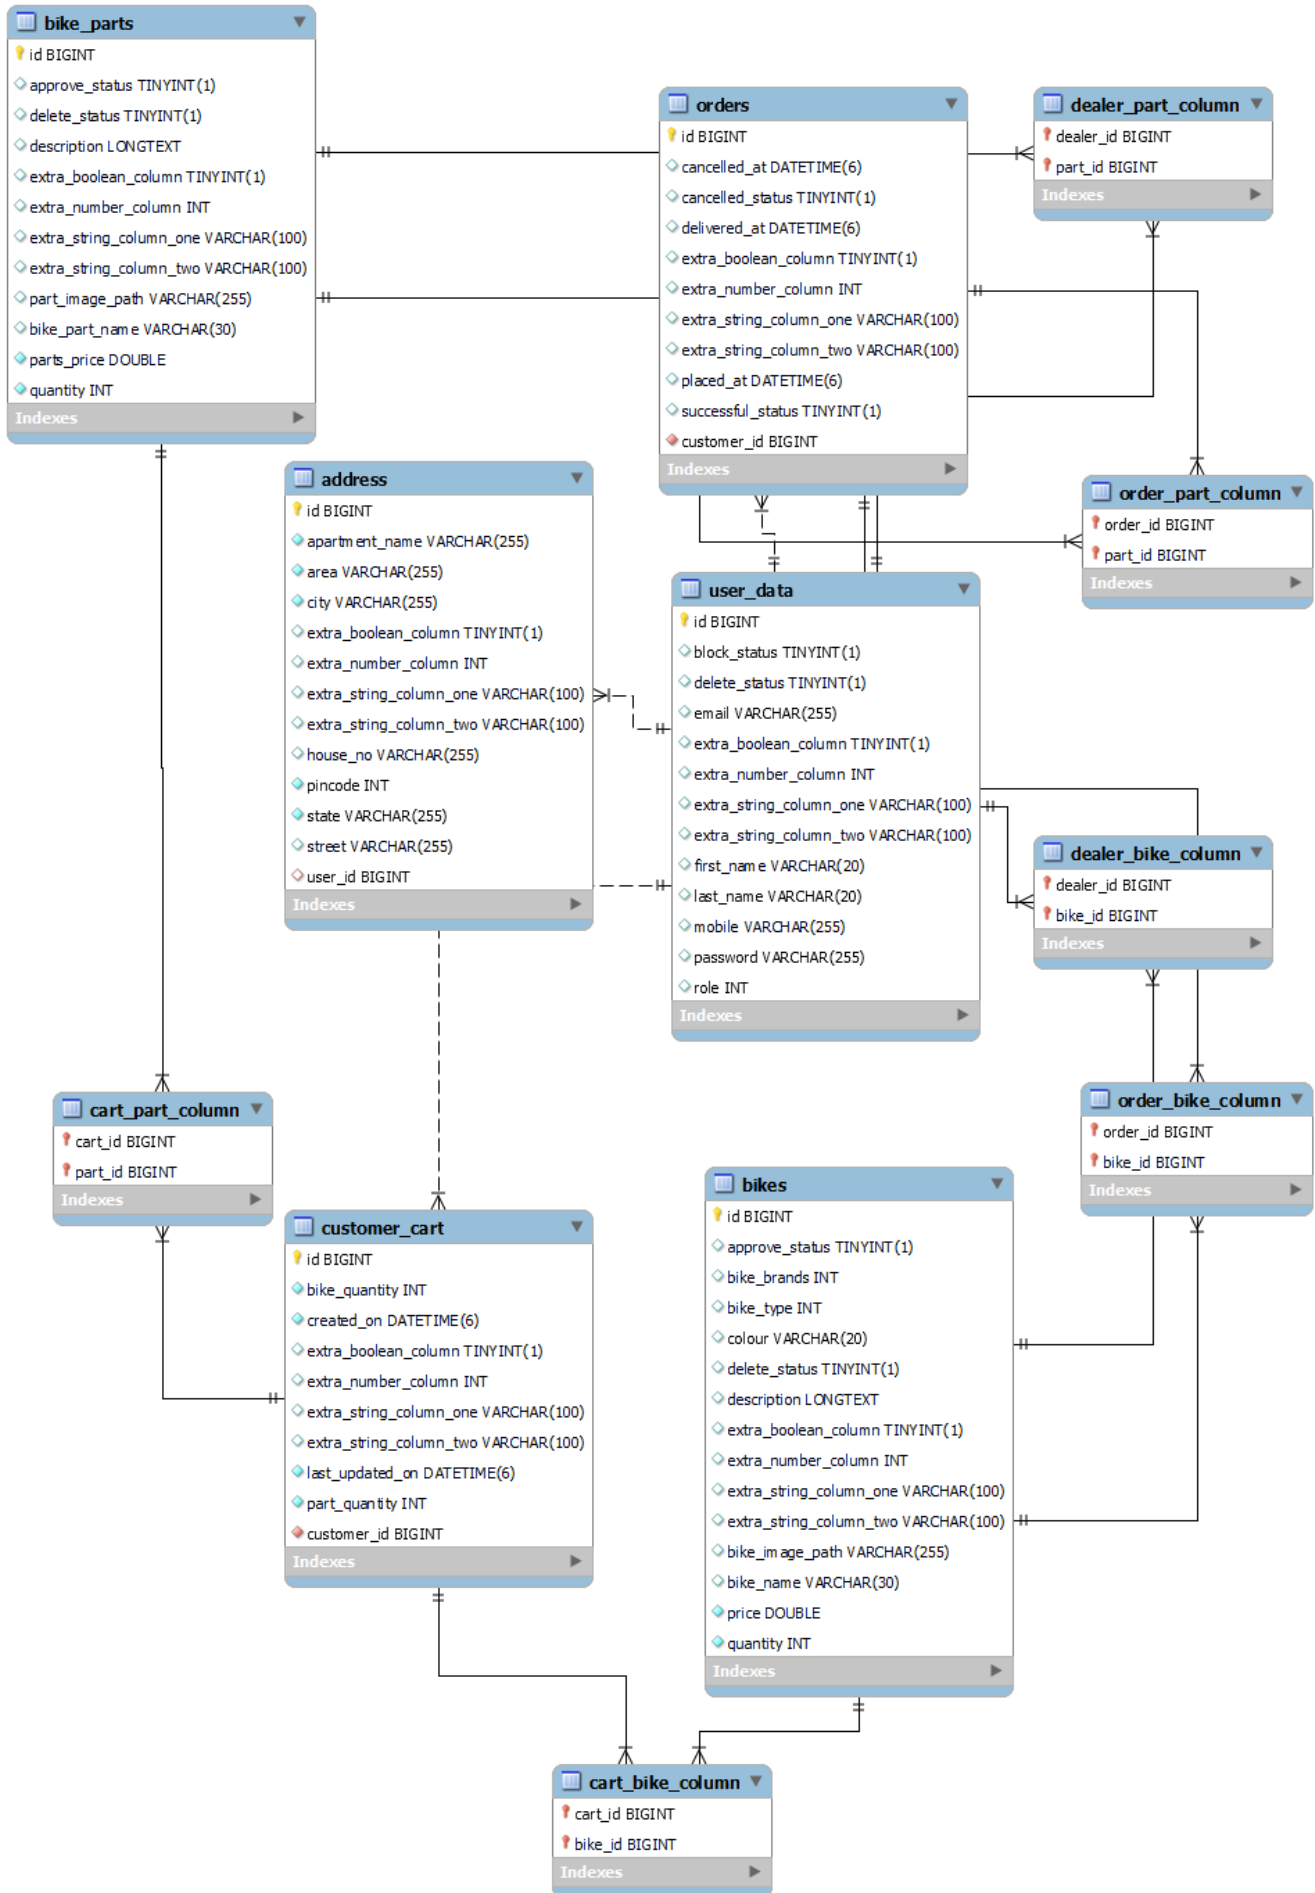 bike_parts
id BIGINT
approve_status TINYINT(1)
delete_status TINYINT(1)
description LONGTEXT
extra_boolean_column TINYINT(1)
extra_number_column INT
extra_string_column_one VARCHAR(100)
extra_string_column_two VARCHAR(100)
part_image_path VARCHAR(255)
bike_part_name VARCHAR(30)
parts_price DOUBLE
quantity INT
Indexes
orders
id BIGINT
cancelled_at DATETIME(6)
cancelled_status TINYINT(1)
delivered_at DATETIME(6)
extra_boolean_column TINYINT(1)
extra_number_column INT
extra_string_column_one VARCHAR(100)
extra_string_column_two VARCHAR(100)
placed_at DATETIME(6)
successful_status TINYINT(1)
customer_id BIGINT
Indexes
dealer_part_column
dealer_id BIGINT
part_id BIGINT
Indexes
order_part_column
order_id BIGINT
part_id BIGINT
Indexes
address
id BIGINT
apartment_name VARCHAR(255)
area VARCHAR(255)
city VARCHAR(255)
extra_boolean_column TINYINT(1)
extra_number_column INT
extra_string_column_one VARCHAR(100)
extra_string_column_two VARCHAR(100)
house_no VARCHAR(255)
pincode INT
state VARCHAR(255)
street VARCHAR(255)
user_id BIGINT
Indexes
user_data
id BIGINT
block_status TINYINT(1)
delete_status TINYINT(1)
email VARCHAR(255)
extra_boolean_column TINYINT(1)
extra_number_column INT
extra_string_column_one VARCHAR(100)
extra_string_column_two VARCHAR(100)
first_name VARCHAR(20)
last_name VARCHAR(20)
mobile VARCHAR(255)
password VARCHAR(255)
role INT
Indexes
dealer_bike_column
dealer_id BIGINT
bike_id BIGINT
Indexes
order_bike_column
order_id BIGINT
bike_id BIGINT
Indexes
cart_part_column
cart_id BIGINT
part_id BIGINT
Indexes
customer_cart
id BIGINT
bike_quantity INT
created_on DATETIME(6)
extra_boolean_column TINYINT(1)
extra_number_column INT
extra_string_column_one VARCHAR(100)
extra_string_column_two VARCHAR(100)
last_updated_on DATETIME(6)
part_quantity INT
customer_id BIGINT
Indexes
bikes
id BIGINT
approve_status TINYINT(1)
bike_brands INT
bike_type INT
colour VARCHAR(20)
delete_status TINYINT(1)
description LONGTEXT
extra_boolean_column TINYINT(1)
extra_number_column INT
extra_string_column_one VARCHAR(100)
extra_string_column_two VARCHAR(100)
bike_image_path VARCHAR(255)
bike_name VARCHAR(30)
price DOUBLE
quantity INT
Indexes
cart_bike_column
cart_id BIGINT
bike_id BIGINT
Indexes